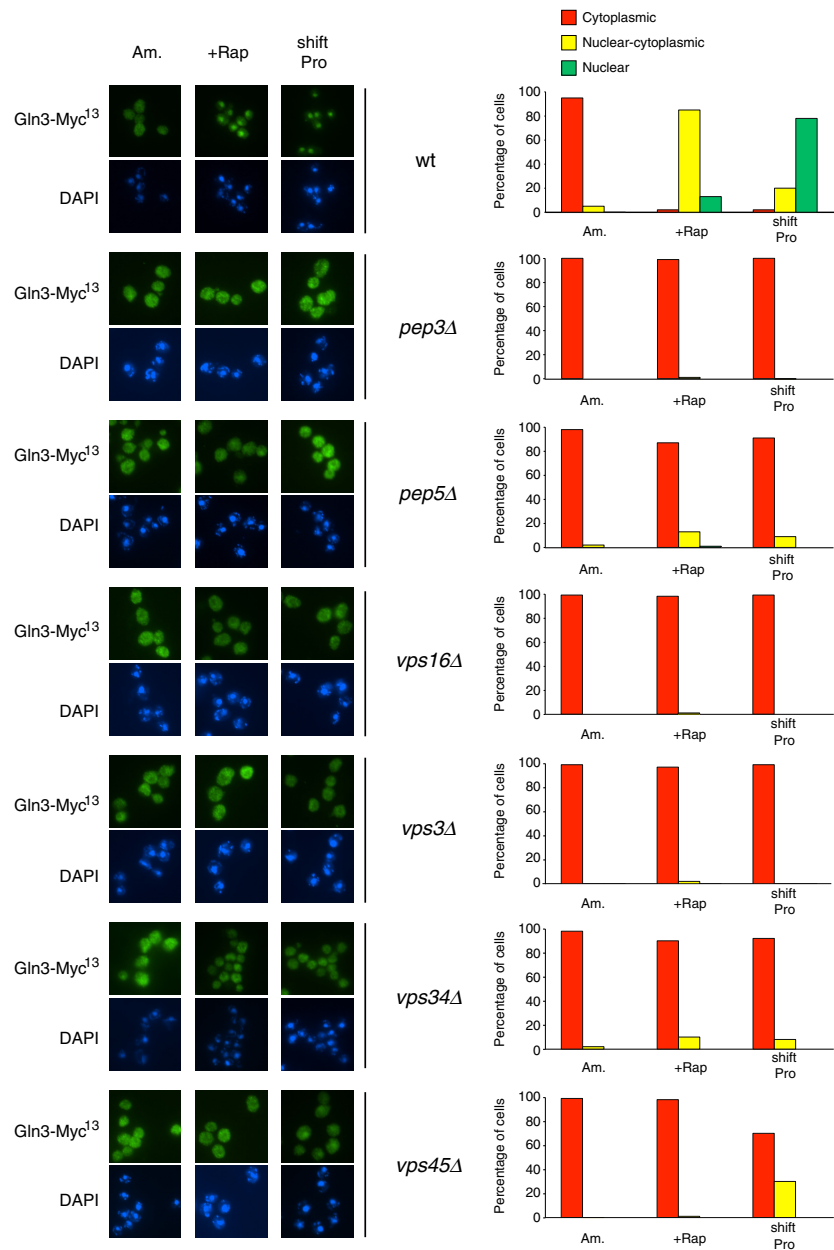 Cytoplasmic
Nuclear-cytoplasmic
Nuclear
Am. +Rap shift Pro
Gln3-Myc13
DAPI
wt
Percentage of cells
100
80
60
40
20
0
Am. +Rap shift Pro
Gln3-Myc13
DAPI
pep3Δ
Percentage of cells
100
80
60
40
20
0
Am. +Rap shift Pro
Gln3-Myc13
DAPI
pep5Δ
Percentage of cells
100
80
60
40
20
0
Am. +Rap shift Pro
Gln3-Myc13
DAPI
vps16Δ
Percentage of cells
100
80
60
40
20
0
Am. +Rap shift Pro
Gln3-Myc13
DAPI
vps3Δ
Percentage of cells
100
80
60
40
20
0
Am. +Rap shift Pro
Gln3-Myc13
DAPI
vps34Δ
Percentage of cells
100
80
60
40
20
0
Am. +Rap shift Pro
Gln3-Myc13
DAPI
vps45Δ
Percentage of cells
100
80
60
40
20
0
Am. +Rap shift Pro